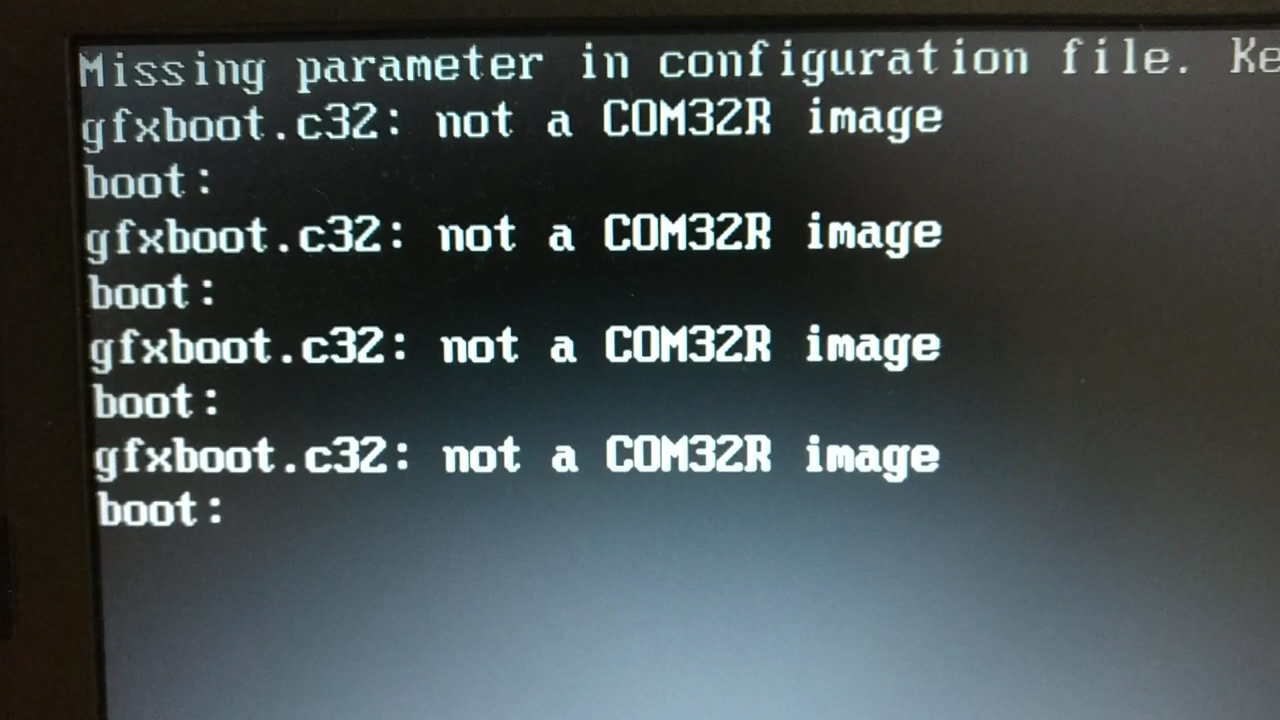 Missing parameter in configuration file. Ke
gfxboot.c32: not a COM32R image
boot:
gfxboot.c32: not a COM32R image
boot:
gfxboot.c32: not a COM32R image
boot:
gfxboot.c32: not a COM32R image
boot: